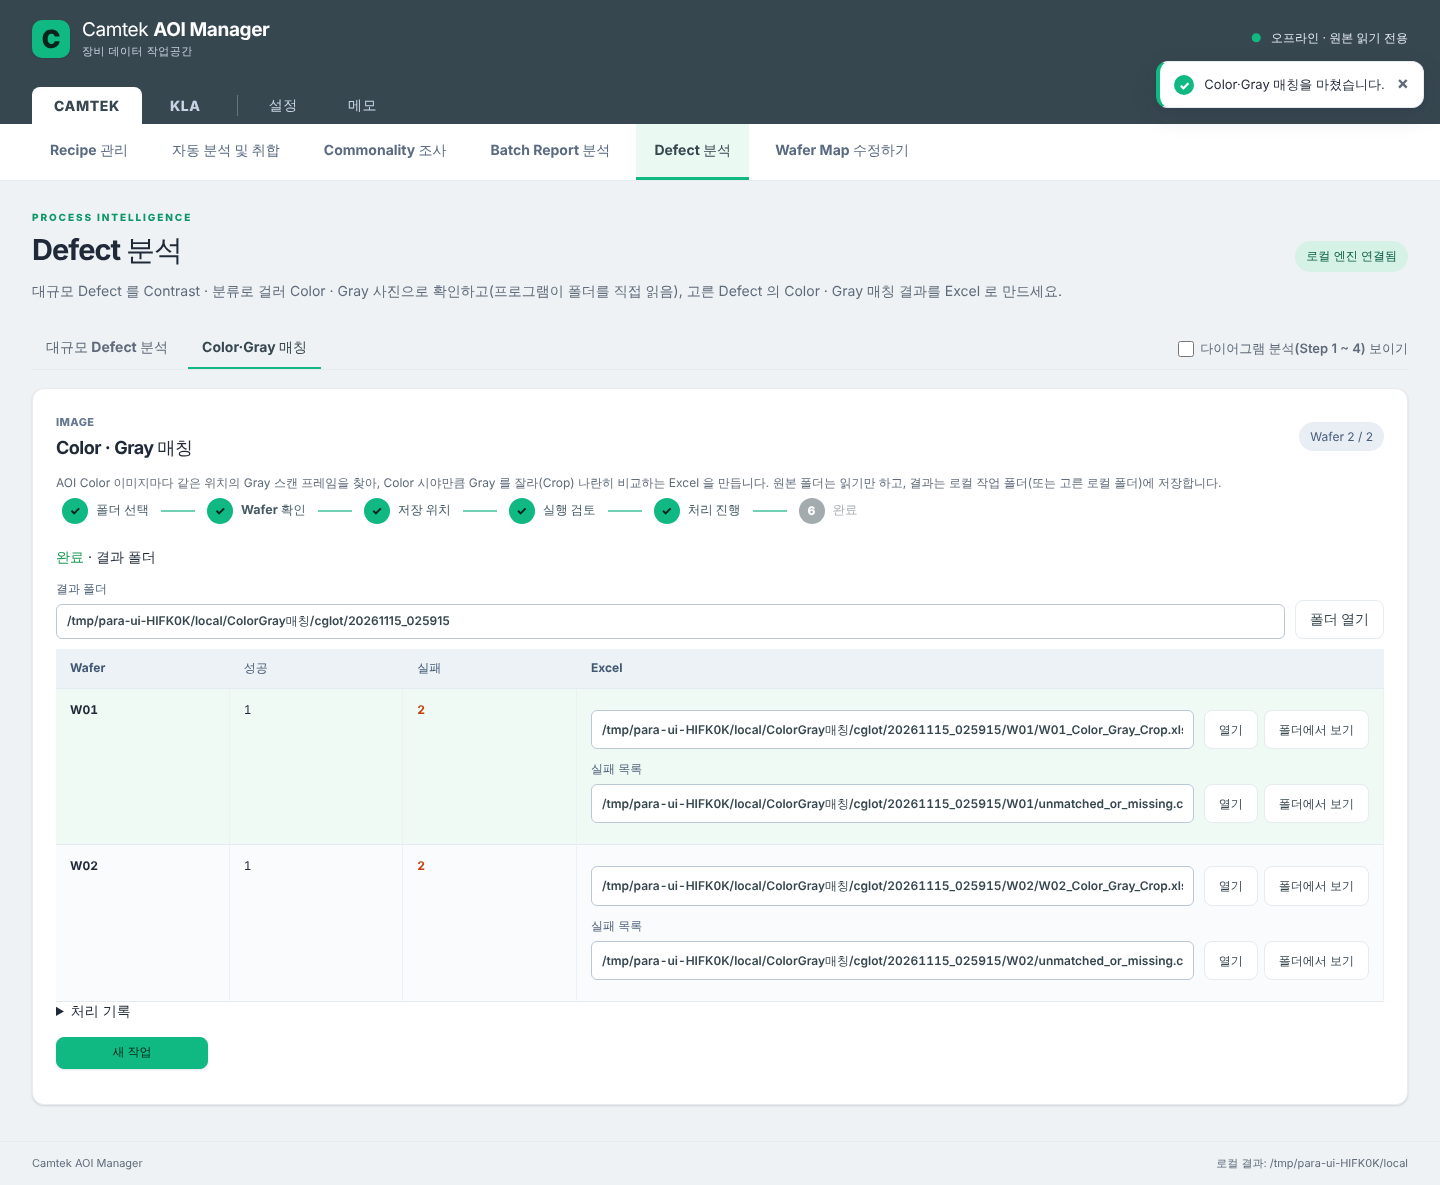 C
Camtek AOI Manager
장비 데이터 작업공간
오프라인 · 원본 읽기 전용
Color·Gray 매칭을 마쳤습니다.
CAMTEK
KLA
설정
메모
Recipe 관리
자동 분석 및 취합
Commonality 조사
Batch Report 분석
Defect 분석
Wafer Map 수정하기
PROCESS INTELLIGENCE
Defect 분석
로컬 엔진 연결됨
대규모 Defect 를 Contrast · 분류로 걸러 Color · Gray 사진으로 확인하고(프로그램이 폴더를 직접 읽음), 고른 Defect 의 Color · Gray 매칭 결과를 Excel 로 만드세요.
대규모 Defect 분석
Color·Gray 매칭
다이어그램 분석(Step 1 ~ 4) 보이기
IMAGE
Color · Gray 매칭
Wafer 2 / 2
AOI Color 이미지마다 같은 위치의 Gray 스캔 프레임을 찾아, Color 시야만큼 Gray 를 잘라(Crop) 나란히 비교하는 Excel 을 만듭니다. 원본 폴더는 읽기만 하고, 결과는 로컬 작업 폴더(또는 고른 로컬 폴더)에 저장합니다.
폴더 선택
Wafer 확인
저장 위치
실행 검토
처리 진행
6 완료
완료 · 결과 폴더
결과 폴더
/tmp/para-ui-HIFK0K/local/ColorGray매칭/cglot/20261115_025915
폴더 열기
Wafer 성공 실패 Excel
W01 1 2
/tmp/para-ui-HIFK0K/local/ColorGray매칭/cglot/20261115_025915/W01/W01_Color_Gray_Crop.xls
열기
폴더에서 보기
실패 목록
/tmp/para-ui-HIFK0K/local/ColorGray매칭/cglot/20261115_025915/W01/unmatched_or_missing.c
열기
폴더에서 보기
W02 1 2
/tmp/para-ui-HIFK0K/local/ColorGray매칭/cglot/20261115_025915/W02/W02_Color_Gray_Crop.xls
열기
폴더에서 보기
실패 목록
/tmp/para-ui-HIFK0K/local/ColorGray매칭/cglot/20261115_025915/W02/unmatched_or_missing.c
열기
폴더에서 보기
처리 기록
새 작업
Camtek AOI Manager
로컬 결과: /tmp/para-ui-HIFK0K/local